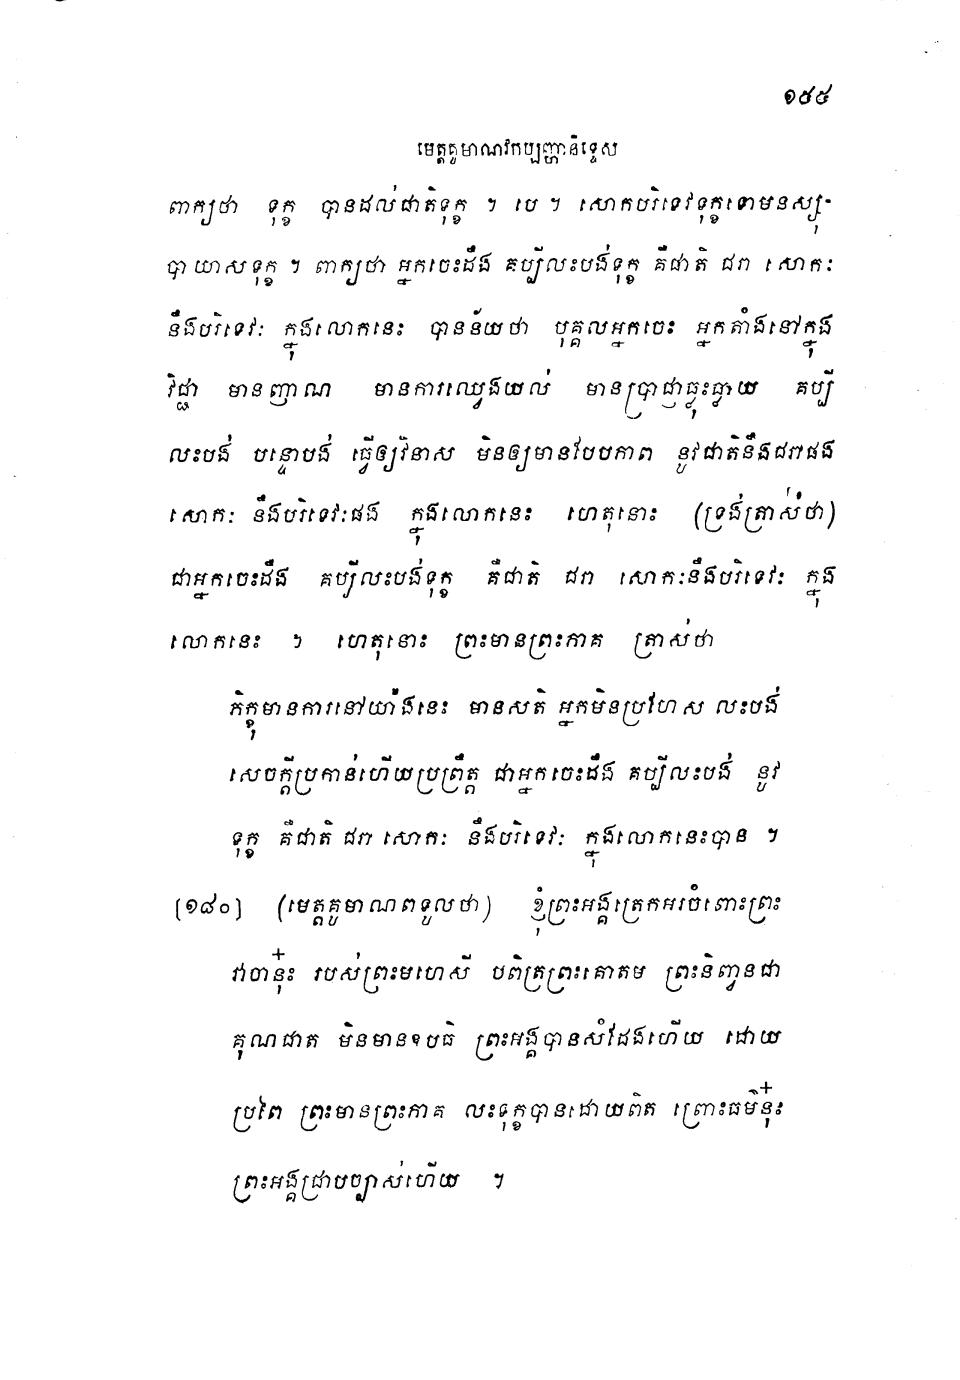 ១៥៥
មេត្តគូមាណវកប្បញ្ហានិទ្ទេស
ពាក្យថា ទុក្ខ បានដល់ជាតិទុក្ខ ។ បេ ។ សោកបរិទេវទុក្ខទោមនស្សុ-
បាយាសទុក្ខ ។ ពាក្យថា អ្នកចេះដឹង គប្បីលះបង់ទុក្ខ គឺជាតិ ជរា សោកៈ
នឹងបរិទេវៈ ក្នុងលោកនេះ បានន័យថា បុគ្គលអ្នកចេះ អ្នកតាំងនៅក្នុង
វិជ្ជា មានញាណ មានការឈ្វេងយល់ មានប្រាជ្ញាធ្លុះធ្លាយ គប្បី
លះបង់ បន្ទោបង់ ធ្វើឲ្យវិនាស មិនឲ្យមានបែបភាព នូវជាតិនឹងជរាផង
សោកៈ នឹងបរិទេវៈផង ក្នុងលោកនេះ ហេតុនោះ (ទ្រង់ត្រាស់ថា)
ជាអ្នកចេះដឹង គប្បីលះបង់ទុក្ខ គឺជាតិ ជរា សោកៈនឹងបរិទេវៈ ក្នុង
លោកនេះ ។ ហេតុនោះ ព្រះមានព្រះភាគ ត្រាស់ថា
ភិក្ខុមានការនៅយ៉ាងនេះ មានសតិ អ្នកមិនប្រហែស លះបង់
សេចក្តីប្រកាន់ហើយប្រព្រឹត្ត ជាអ្នកចេះដឹង គប្បីលះបង់ នូវ
ទុក្ខ គឺជាតិ ជរា សោកៈ នឹងបរិទេវៈ ក្នុងលោកនេះបាន ។
[១៨០] (មេត្តគូមាណពទូលថា) ខ្ញុំព្រះអង្គត្រេកអរចំពោះព្រះ
វាចានុ៎ះ របស់ព្រះមហេសី បពិត្រព្រះគោតម ព្រះនិញ្វនជា
គុណជាត មិនមានឧបធិ ព្រះអង្គបានសំដែងហើយ ដោយ
ប្រពៃ ព្រះមានព្រះភាគ លះទុក្ខបានដោយពិត ព្រោះធម៌នុ៎ះ
ព្រះអង្គជ្រាបច្បាស់ហើយ ។